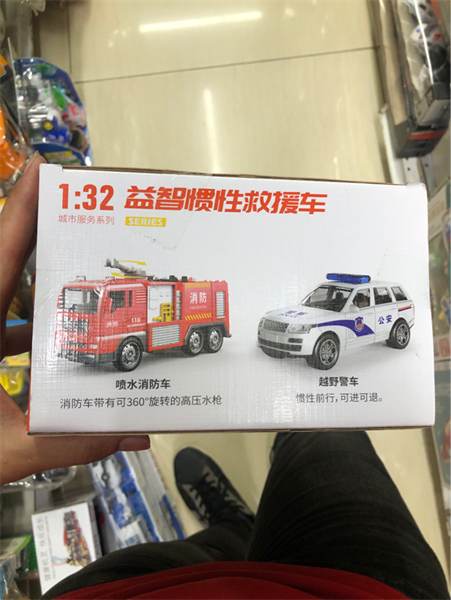 1:32 益智惯性救援车
城市服务系列 SERIES
消防
118
公安
喷水消防车
越野警车
消防车带有可360°旋转的高压水枪
惯性前行,可进可退。